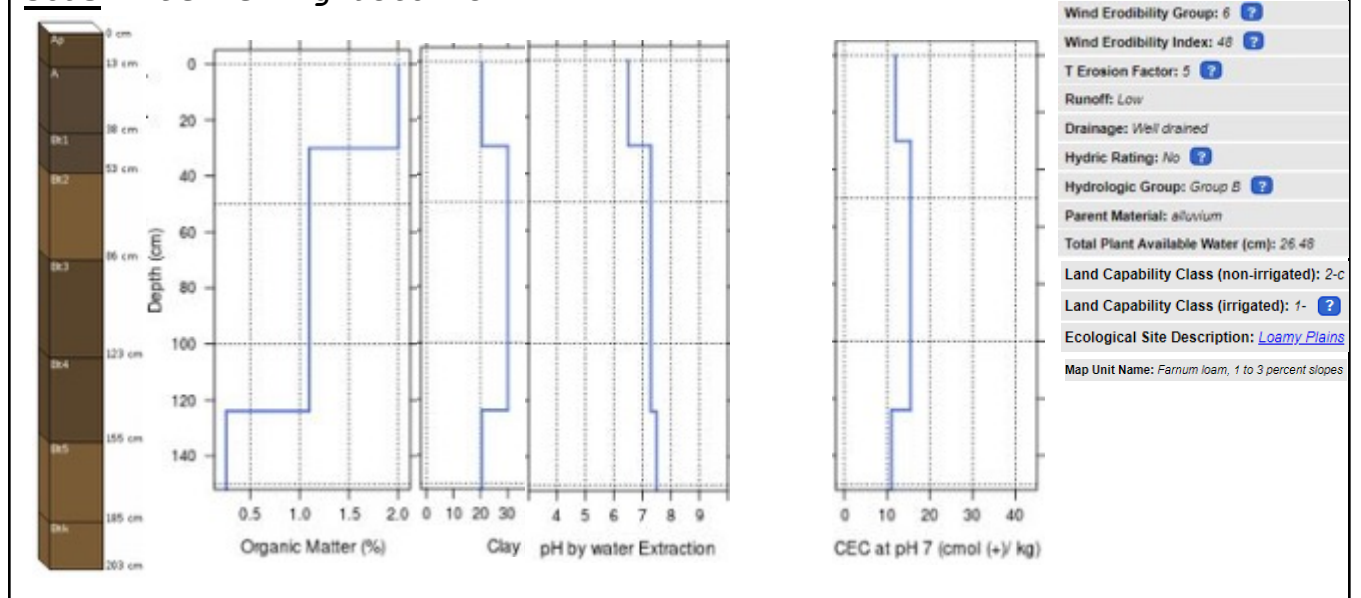 Ap
0 cm
13 cm
A
38 cm
Bt1
53 cm
Bt2
86 cm
Bt3
123 cm
Bt4
155 cm
Bt5
185 cm
Btk
203 cm
Depth (cm)
0
20
40
60
80
100
120
140
0.5 1.0 1.5 2.0
Organic Matter (%)
0 10 20 30
Clay
4 5 6 7 8 9
pH by water Extraction
0 10 20 30 40
CEC at pH 7 (cmol (+)/ kg)
Wind Erodibility Group: 6 ?
Wind Erodibility Index: 48 ?
T Erosion Factor: 5 ?
Runoff: Low
Drainage: Well drained
Hydric Rating: No ?
Hydrologic Group: Group B ?
Parent Material: alluvium
Total Plant Available Water (cm): 26.48
Land Capability Class (non-irrigated): 2-c
Land Capability Class (irrigated): 1- ?
Ecological Site Description: Loamy Plains
Map Unit Name: Farnum loam, 1 to 3 percent slopes